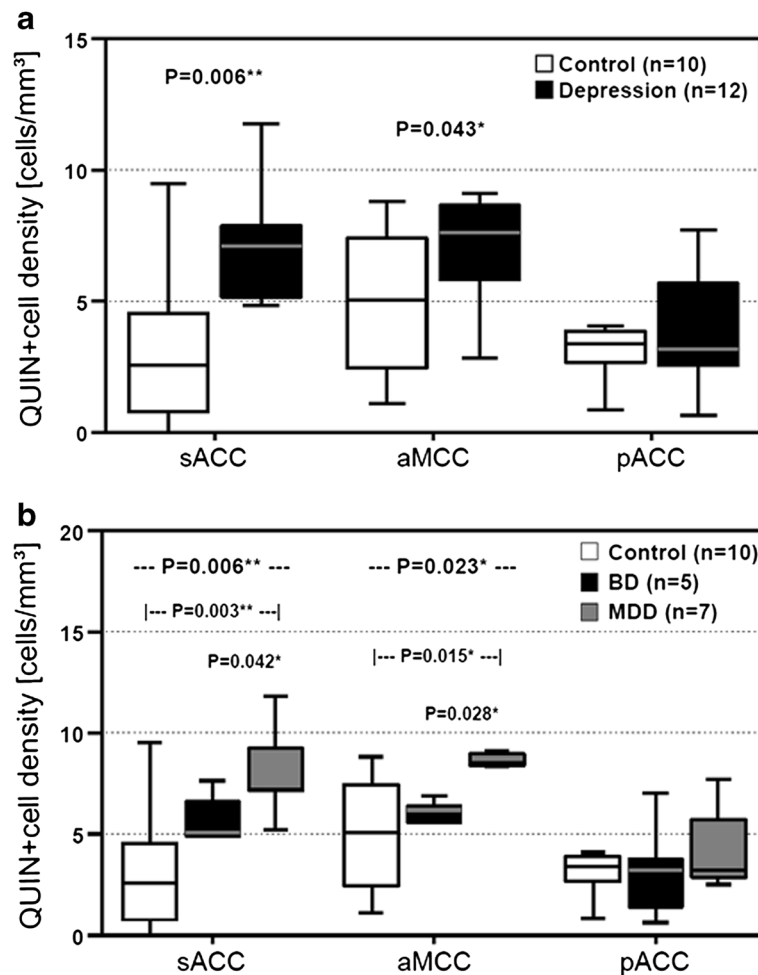 a
QUIN+cell density [cells/mm³]
15
10
5
0
P=0.006**
P=0.043*
Control (n=10)
Depression (n=12)
sACC aMCC pACC
b
QUIN+cell density [cells/mm³]
20
15
10
5
0
--- P=0.006** ---
|--- P=0.003** ---|
P=0.042*
--- P=0.023* ---
|--- P=0.015* ---|
P=0.028*
Control (n=10)
BD (n=5)
MDD (n=7)
sACC aMCC pACC